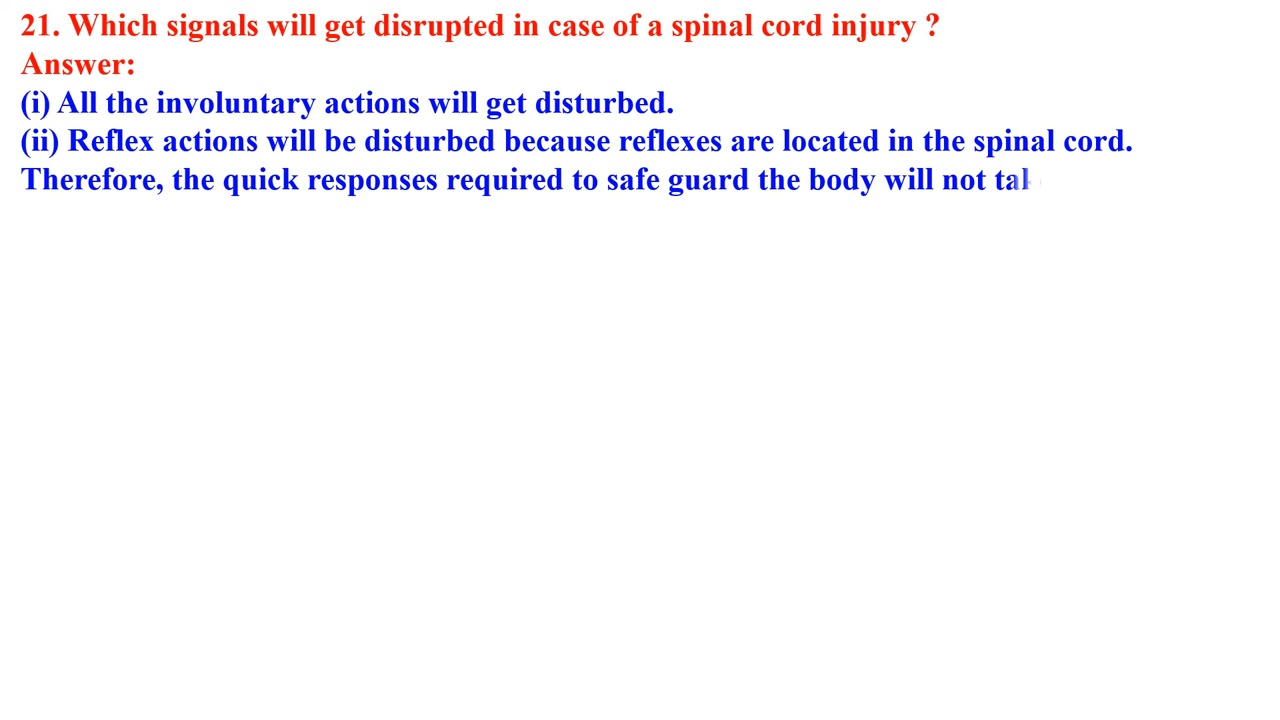 21. Which signals will get disrupted in case of a spinal cord injury ?
Answer:
(i) All the involuntary actions will get disturbed.
(ii) Reflex actions will be disturbed because reflexes are located in the spinal cord.
Therefore, the quick responses required to safe guard the body will not